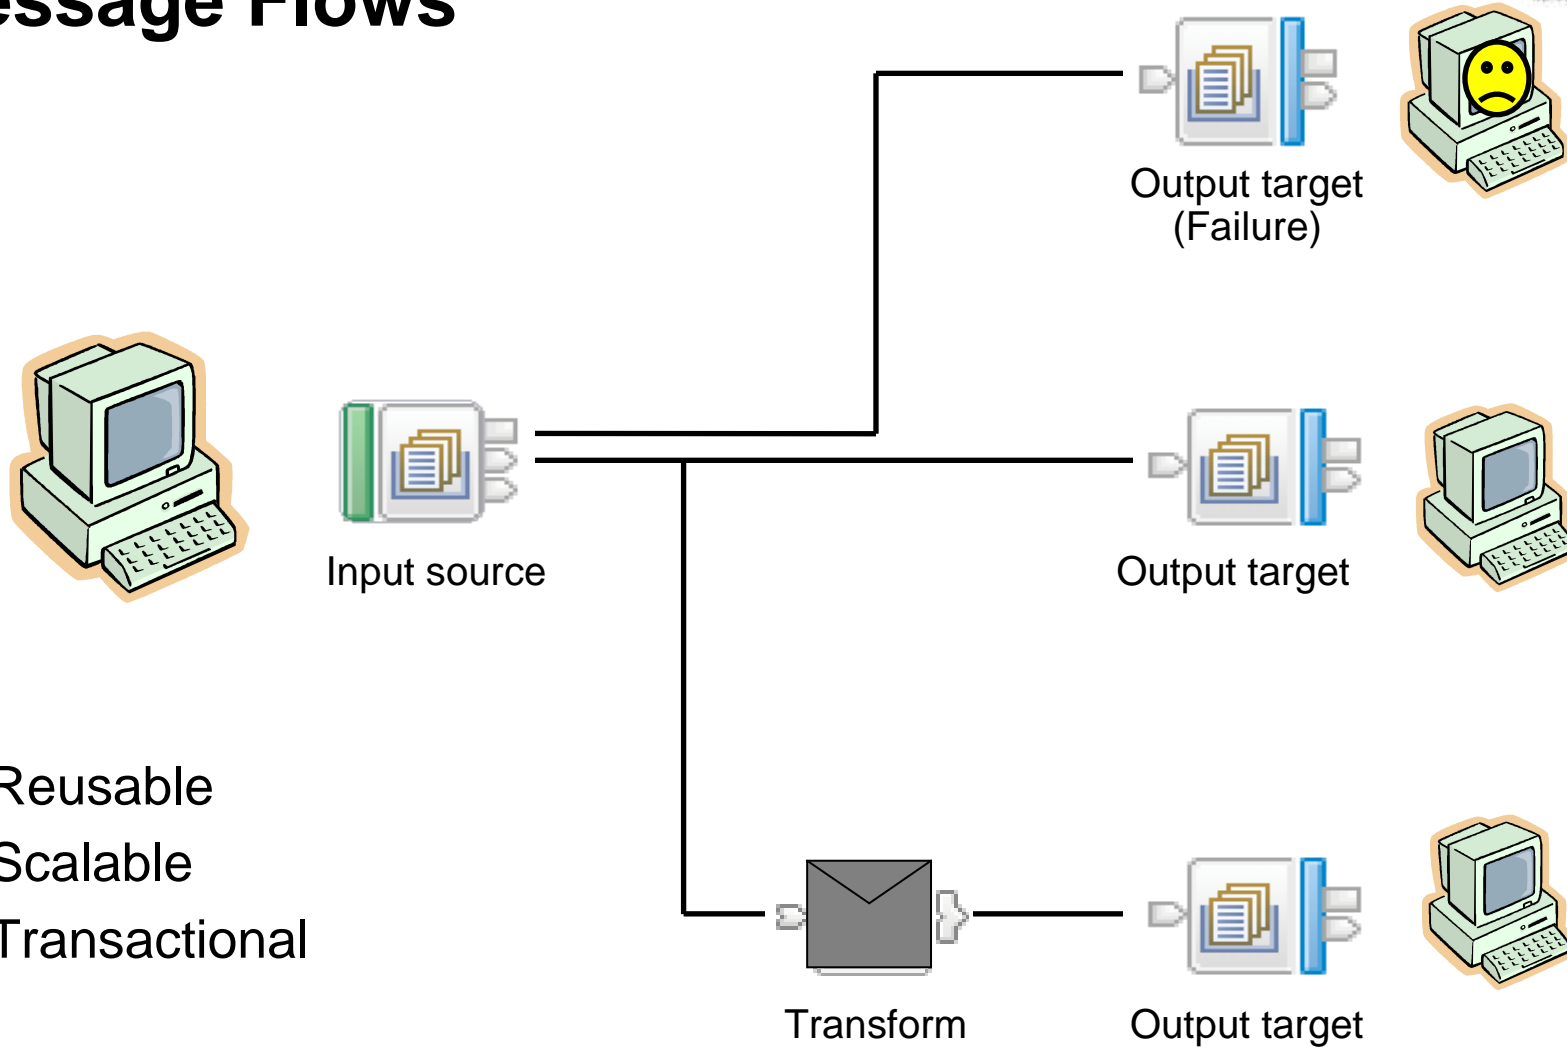 essage Flows
Output target
(Failure)
Input source
Output target
Reusable
Scalable
Transactional
Transform
Output target